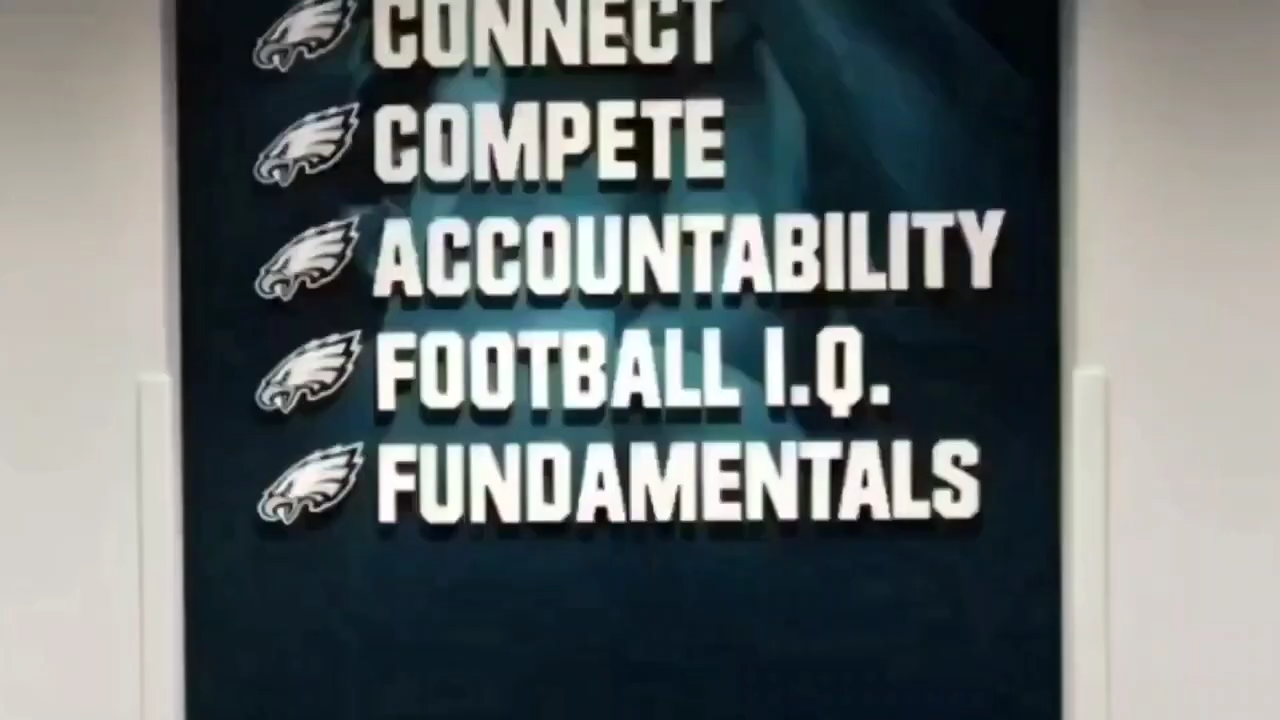 CONNECT
COMPETE
ACCOUNTABILITY
FOOTBALL I.Q.
FUNDAMENTALS